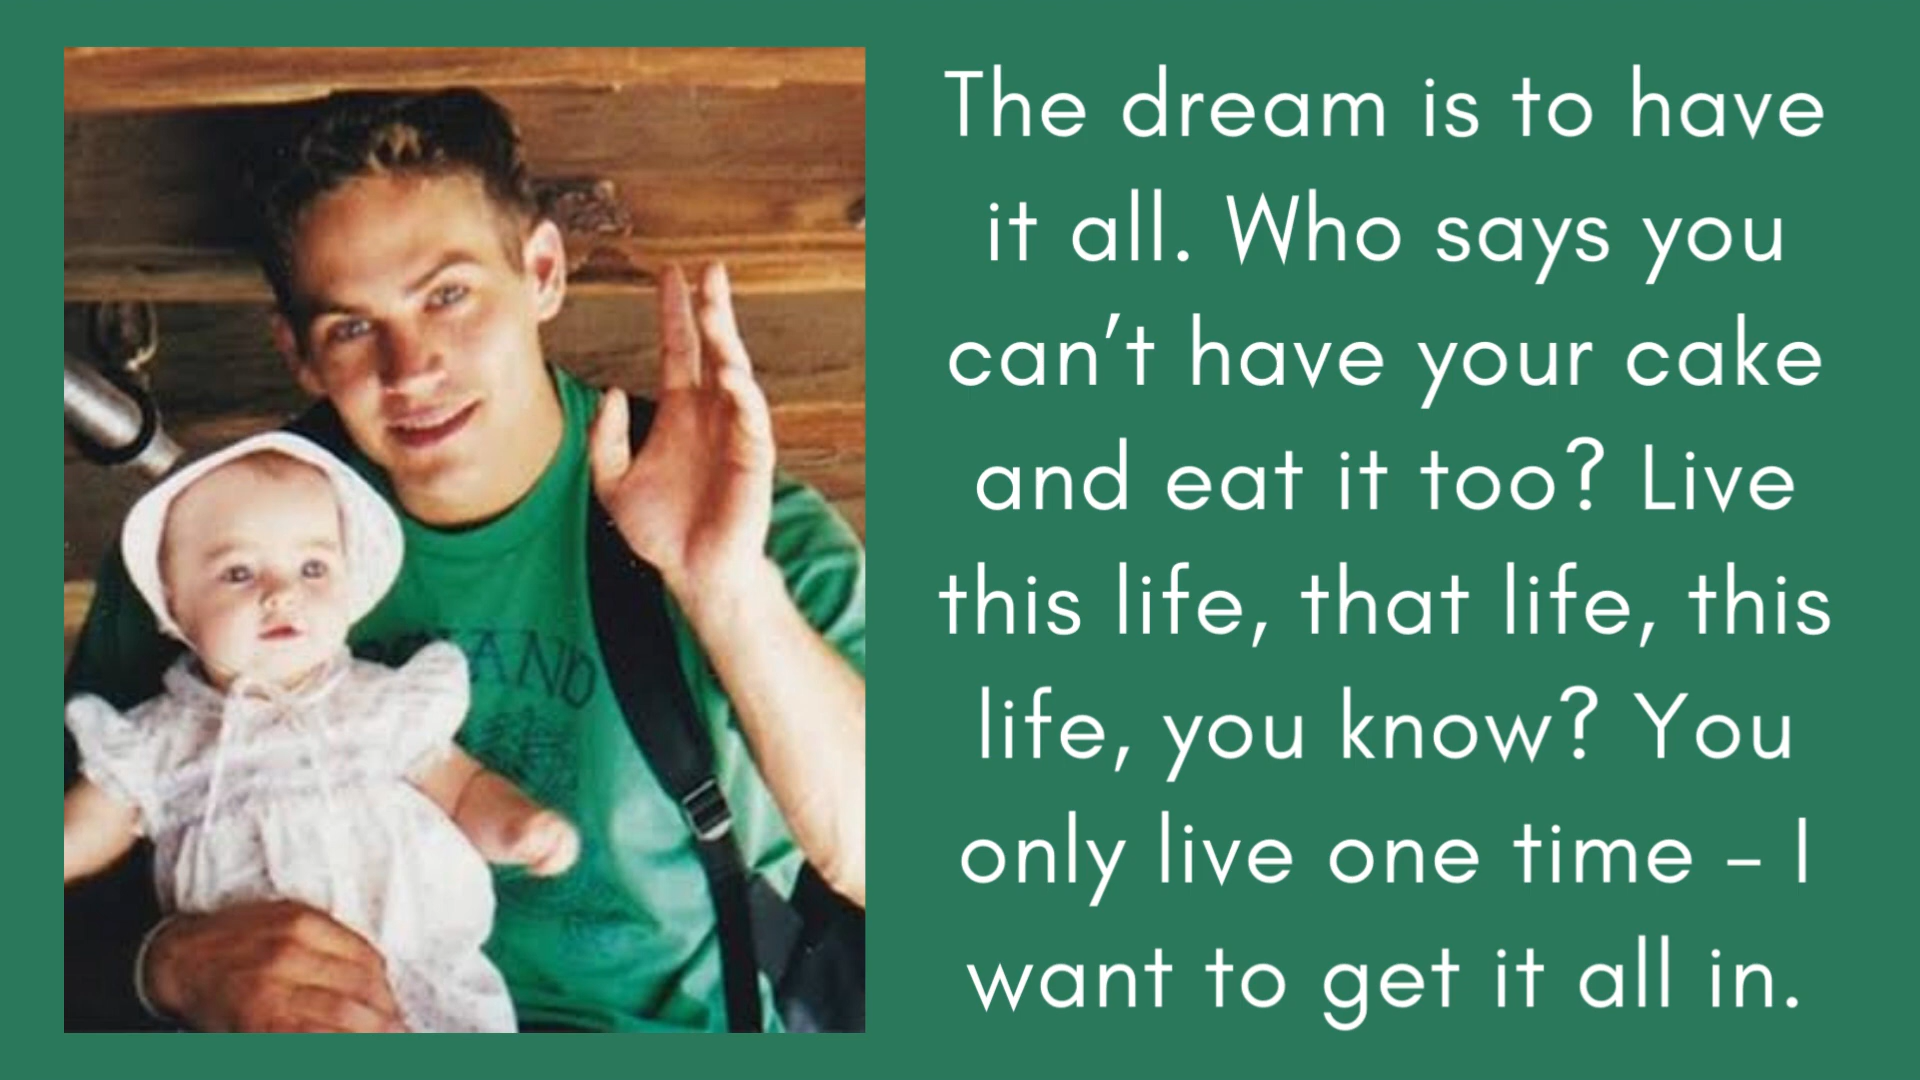 The dream is to have
it all. Who says you
can’t have your cake
and eat it too? Live
this life, that life, this
life, you know? You
only live one time – I
want to get it all in.